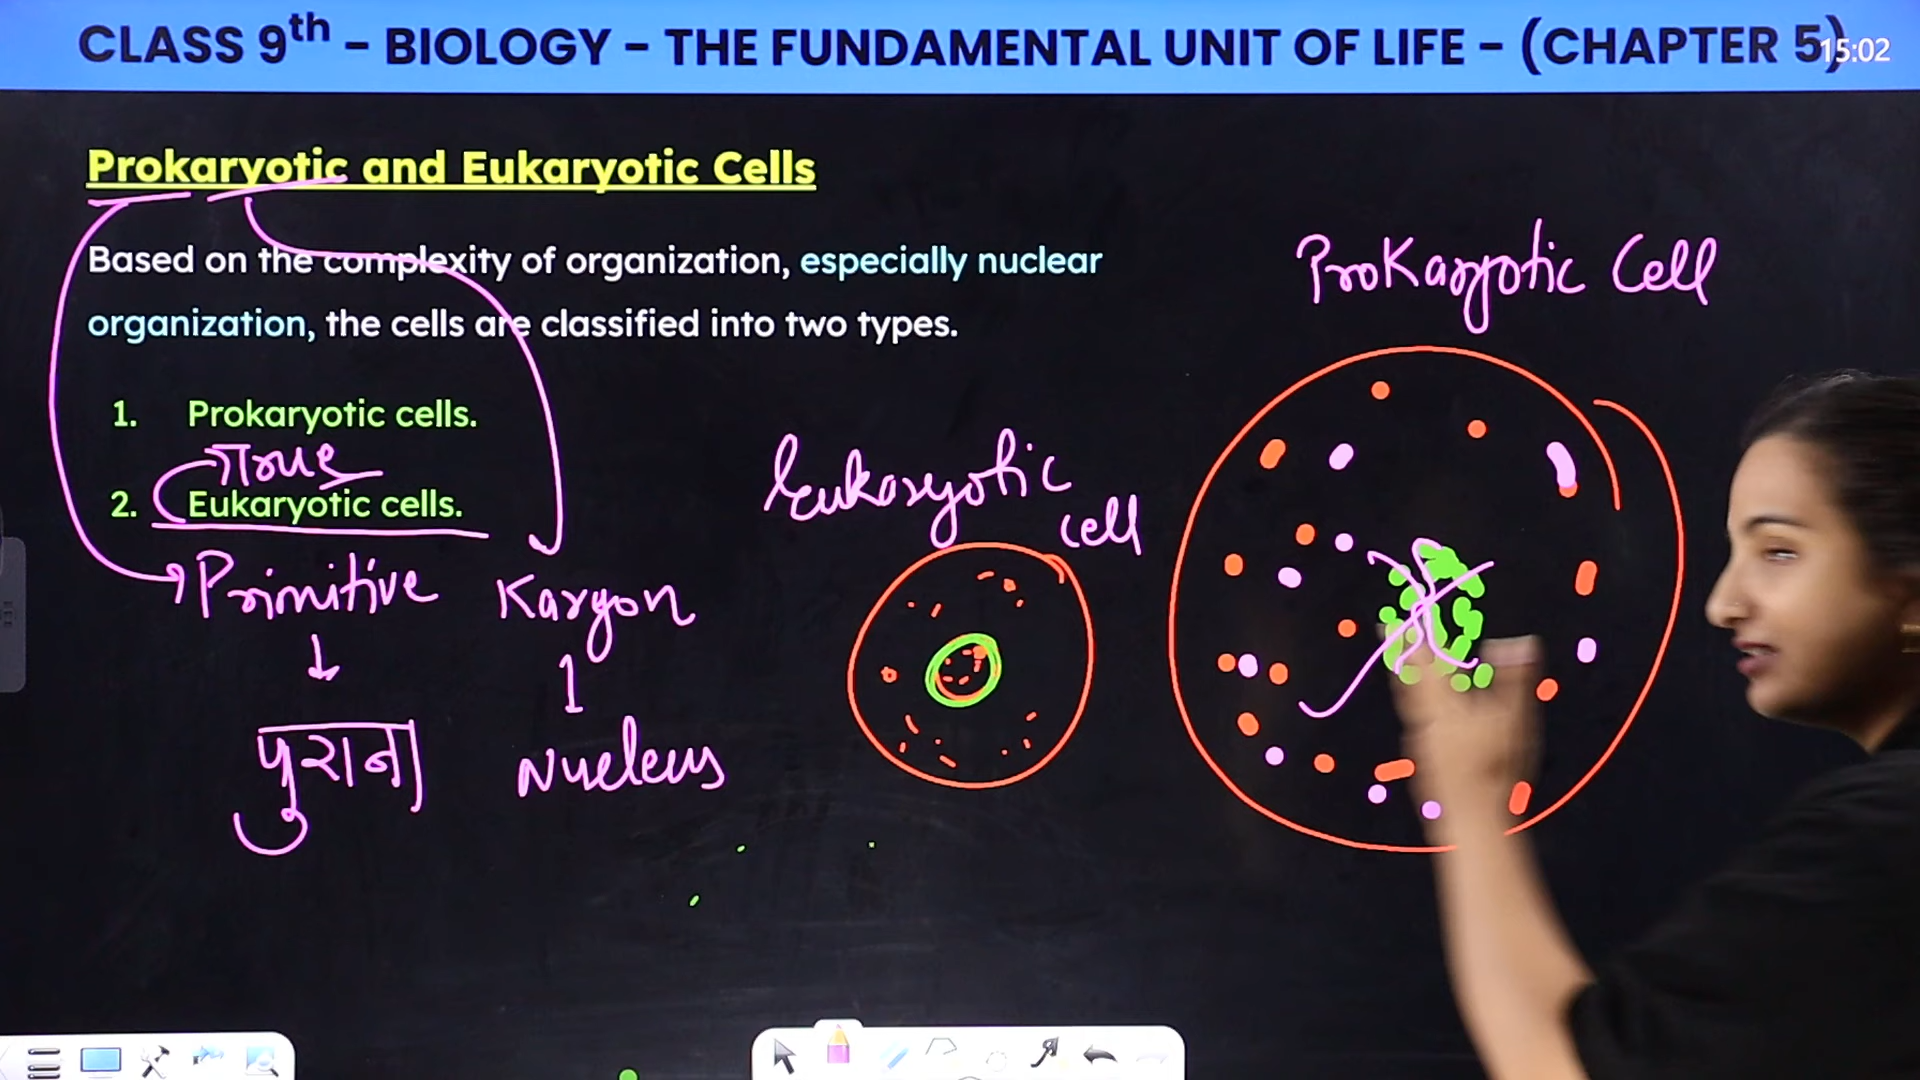 CLASS 9th - BIOLOGY - THE FUNDAMENTAL UNIT OF LIFE - (CHAPTER 5)
15:02
Prokaryotic and Eukaryotic Cells
Based on the complexity of organization, especially nuclear
organization, the cells are classified into two types.
1. Prokaryotic cells.
True
2. Eukaryotic cells.
Primitive
पुराना
Karyon
Nucleus
Eukaryotic
cell
Prokaryotic Cell